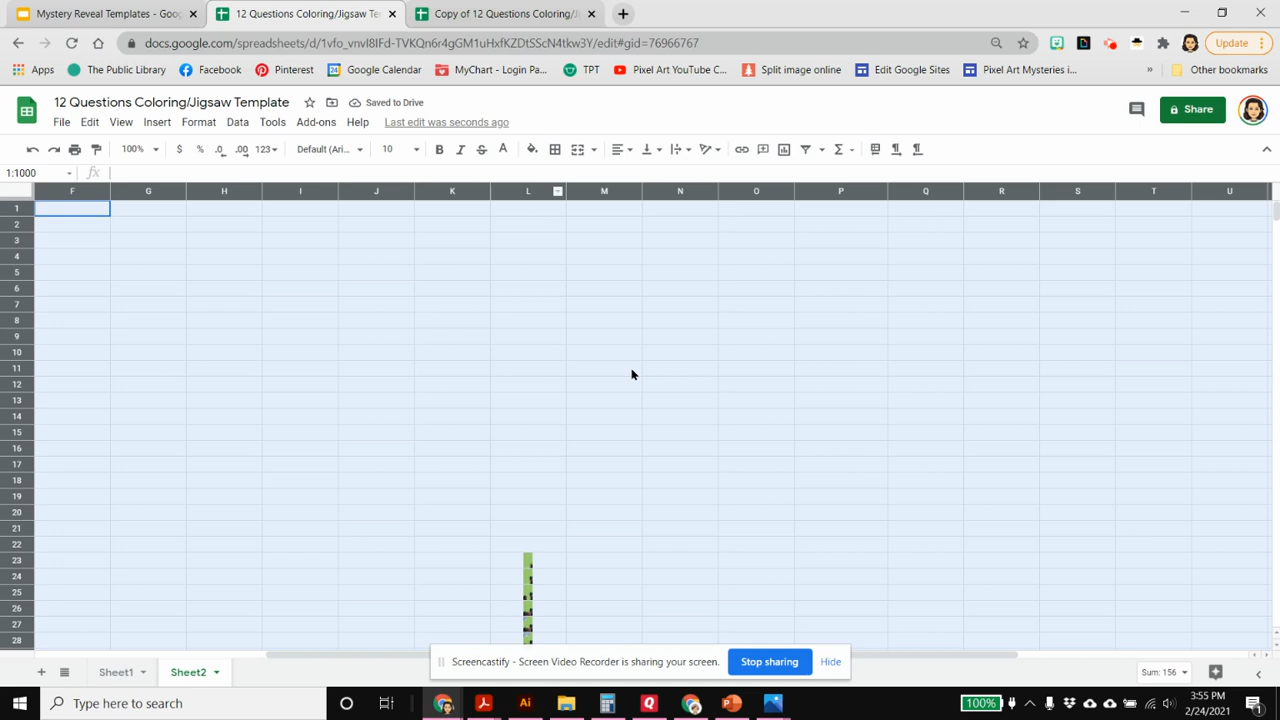 Mystery Reveal Templates - Goog
12 Questions Coloring/Jigsaw Te
Copy of 12 Questions Coloring/J
docs.google.com/spreadsheets/d/
/edit#gid=76966767
Update
Apps
The Public Library
Facebook
Pinterest
Google Calendar
MyChart - Login Pa...
TPT
Pixel Art YouTube C...
Split image online
Edit Google Sites
Pixel Art Mysteries i...
Other bookmarks
12 Questions Coloring/Jigsaw Template
Saved to Drive
File Edit View Insert Format Data Tools Add-ons Help Last edit was seconds ago
Share
100% $ % .0 .00 123 Default (Ari... 10 B I S A
1:1000 fx
F G H I J K L M N O P Q R S T U
1
2
3
4
5
6
7
8
9
10
11
12
13
14
15
16
17
18
19
20
21
22
23
24
25
26
27
28
Screencastify - Screen Video Recorder is sharing your screen. Stop sharing Hide
Sheet1 Sheet2 Sum: 156
Type here to search
100%
3:55 PM
2/24/2021